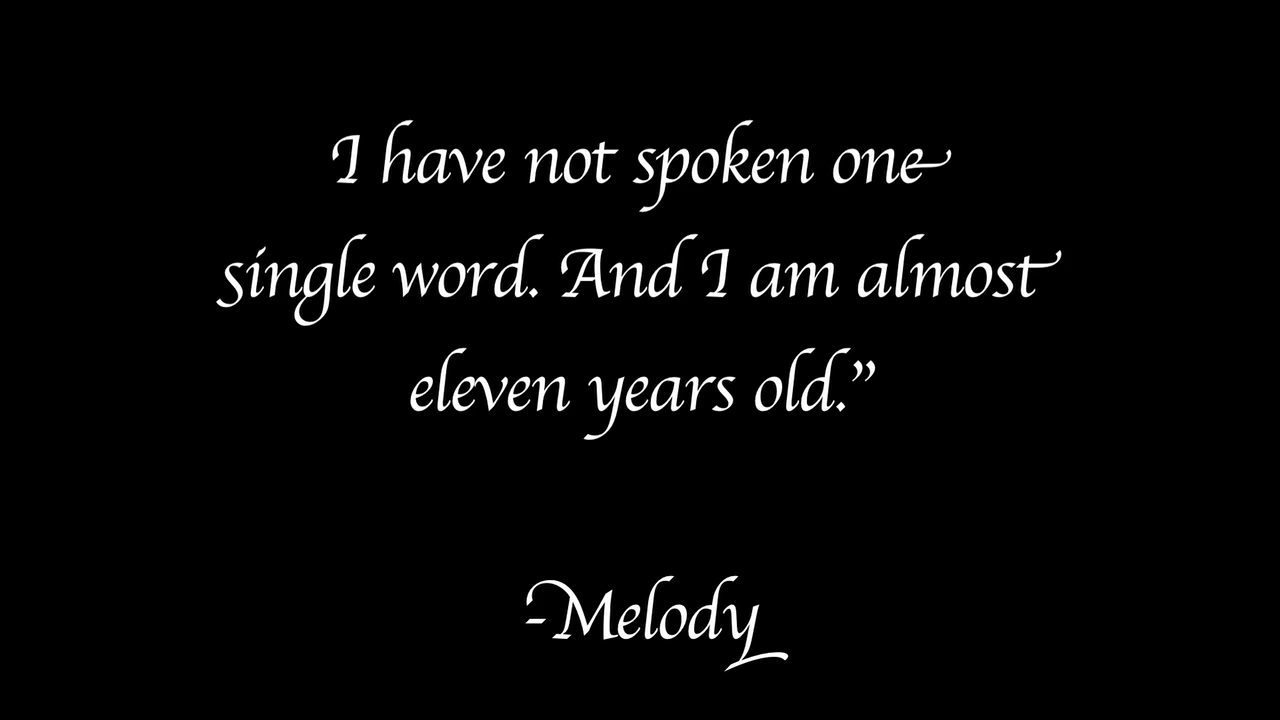 I have not spoken one
single word. And I am almost
eleven years old.”
-Melody